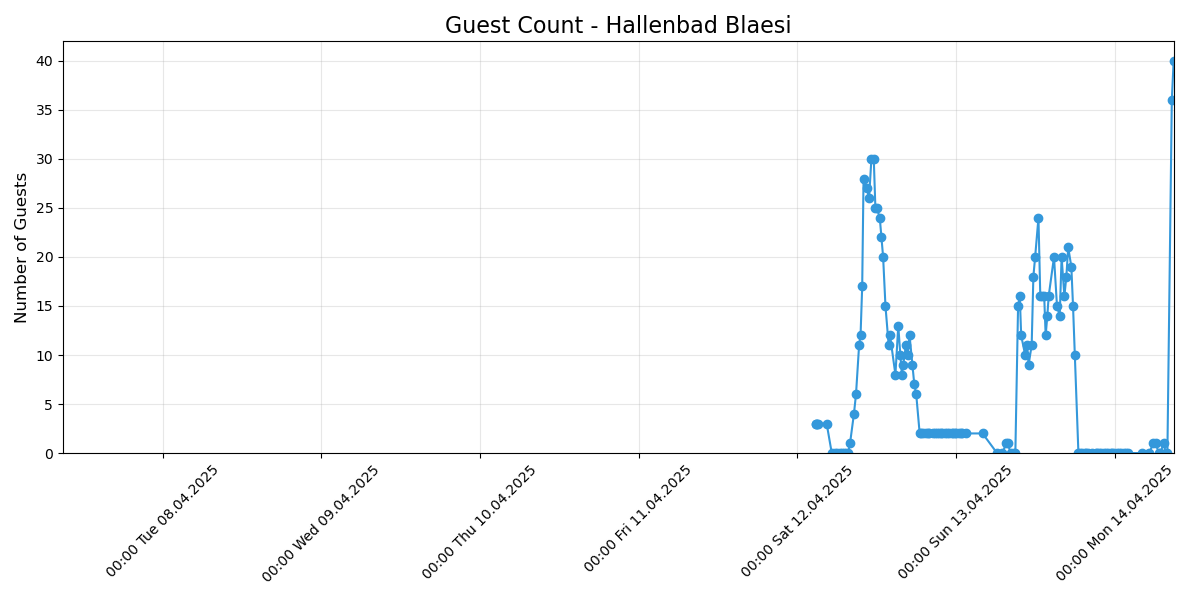 Guest Count - Hallenbad Blaesi
Number of Guests
40
35
30
25
20
15
10
5
0
00:00 Tue 08.04.2025
00:00 Wed 09.04.2025
00:00 Thu 10.04.2025
00:00 Fri 11.04.2025
00:00 Sat 12.04.2025
00:00 Sun 13.04.2025
00:00 Mon 14.04.2025